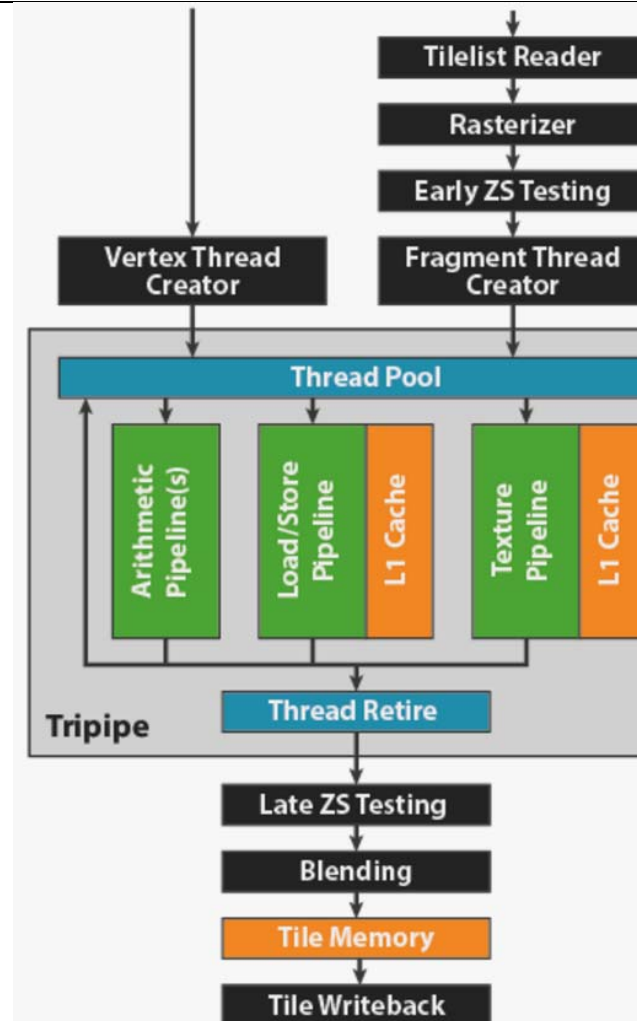 Tilelist Reader
Rasterizer
Early ZS Testing
Vertex Thread
Creator
Fragment Thread
Creator
Thread Pool
Arithmetic
Pipeline(s)
Load/Store
Pipeline
L1 Cache
Texture
Pipeline
L1 Cache
Thread Retire
Tripipe
Late ZS Testing
Blending
Tile Memory
Tile Writeback